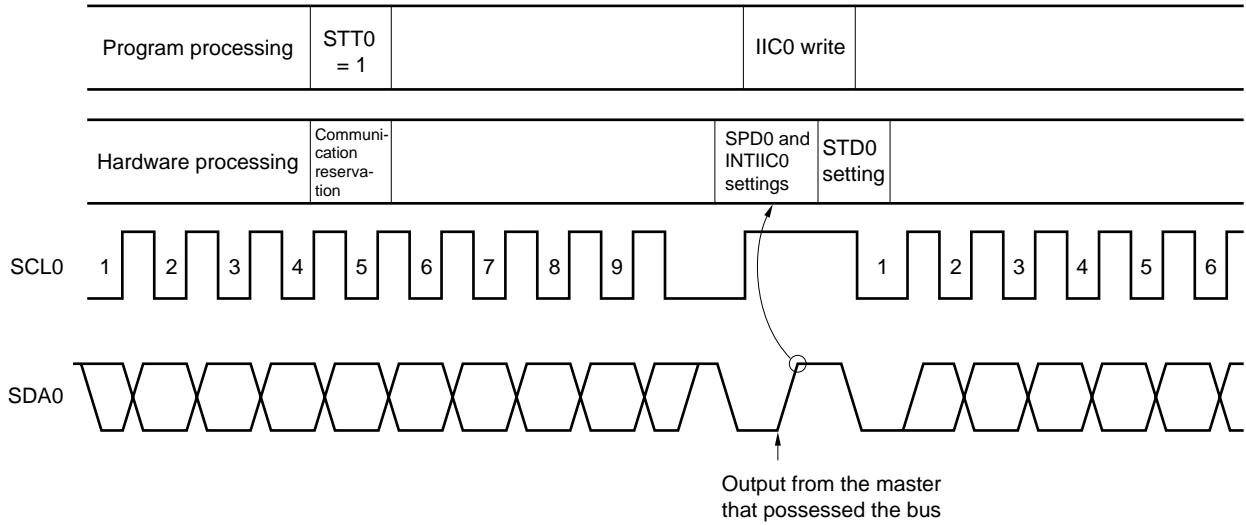 Program processing
STT0
= 1
IIC0 write
Hardware processing
Communi-
cation
reserva-
tion
SPD0 and
INTIIC0
settings
STD0
setting
SCL0
1 2 3 4 5 6 7 8 9 1 2 3 4 5 6
SDA0
Output from the master
that possessed the bus